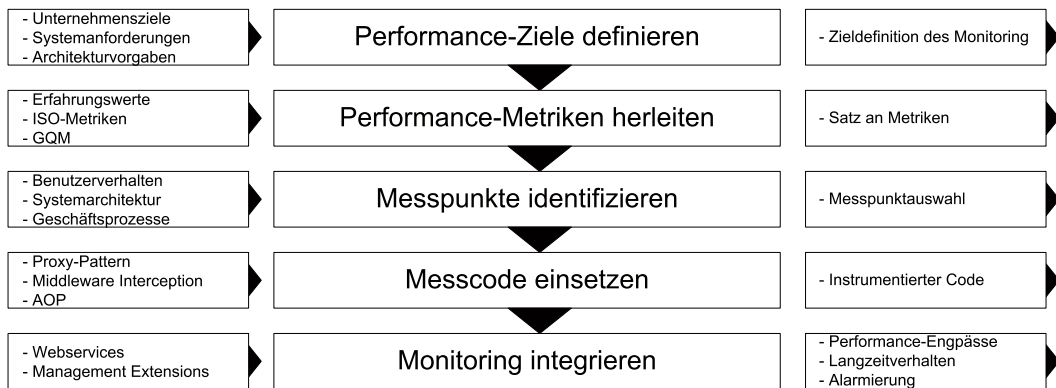 - Unternehmensziele
- Systemanforderungen
- Architekturvorgaben
Performance-Ziele definieren
- Zieldefinition des Monitoring
- Erfahrungswerte
- ISO-Metriken
- GQM
Performance-Metriken herleiten
- Satz an Metriken
- Benutzerverhalten
- Systemarchitektur
- Geschäftsprozesse
Messpunkte identifizieren
- Messpunktauswahl
- Proxy-Pattern
- Middleware Interception
- AOP
Messcode einsetzen
- Instrumentierter Code
- Webservices
- Management Extensions
Monitoring integrieren
- Performance-Engpässe
- Langzeitverhalten
- Alarmierung